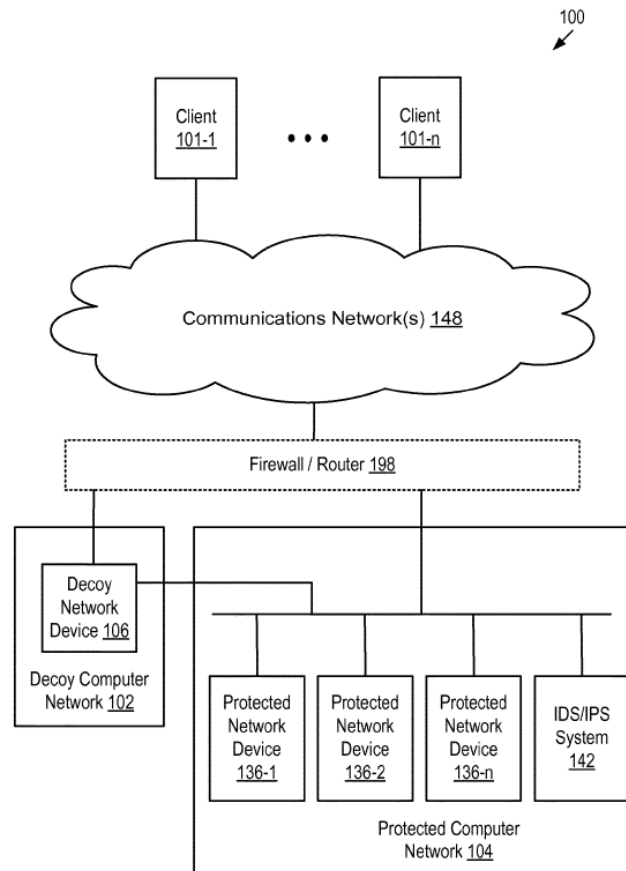 100
Client
101-1
• • •
Client
101-n
Communications Network(s) 148
Firewall / Router 198
Decoy
Network
Device 106
Decoy Computer
Network 102
Protected
Network
Device
136-1
Protected
Network
Device
136-2
Protected
Network
Device
136-n
IDS/IPS
System
142
Protected Computer
Network 104